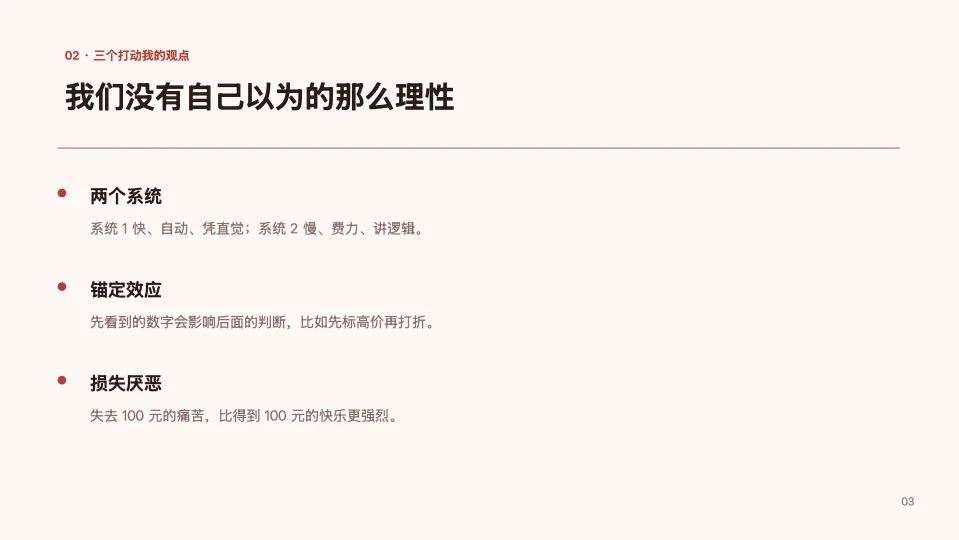 02 · 三个打动我的观点
我们没有自己以为的那么理性
两个系统
系统 1 快、自动、凭直觉；系统 2 慢、费力、讲逻辑。
锚定效应
先看到的数字会影响后面的判断，比如先标高价再打折。
损失厌恶
失去 100 元的痛苦，比得到 100 元的快乐更强烈。
03